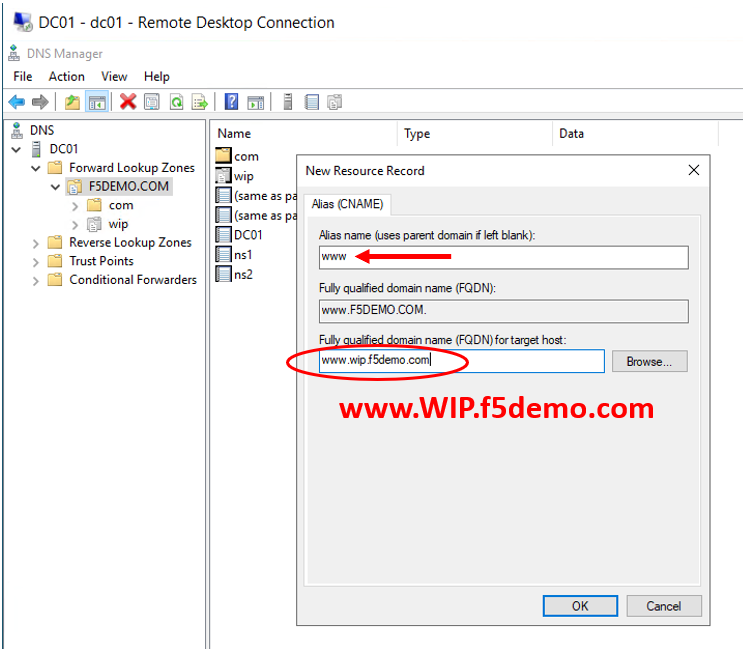 DC01 - dc01 - Remote Desktop Connection
DNS Manager
File Action View Help
DNS
DC01
Forward Lookup Zones
F5DEMO.COM
com
wip
Reverse Lookup Zones
Trust Points
Conditional Forwarders
Name Type Data
com
wip
(same as pa
(same as pa
DC01
ns1
ns2
New Resource Record
Alias (CNAME)
Alias name (uses parent domain if left blank):
www
Fully qualified domain name (FQDN):
www.F5DEMO.COM.
Fully qualified domain name (FQDN) for target host:
www.wip.f5demo.com
Browse...
www.WIP.f5demo.com
OK Cancel